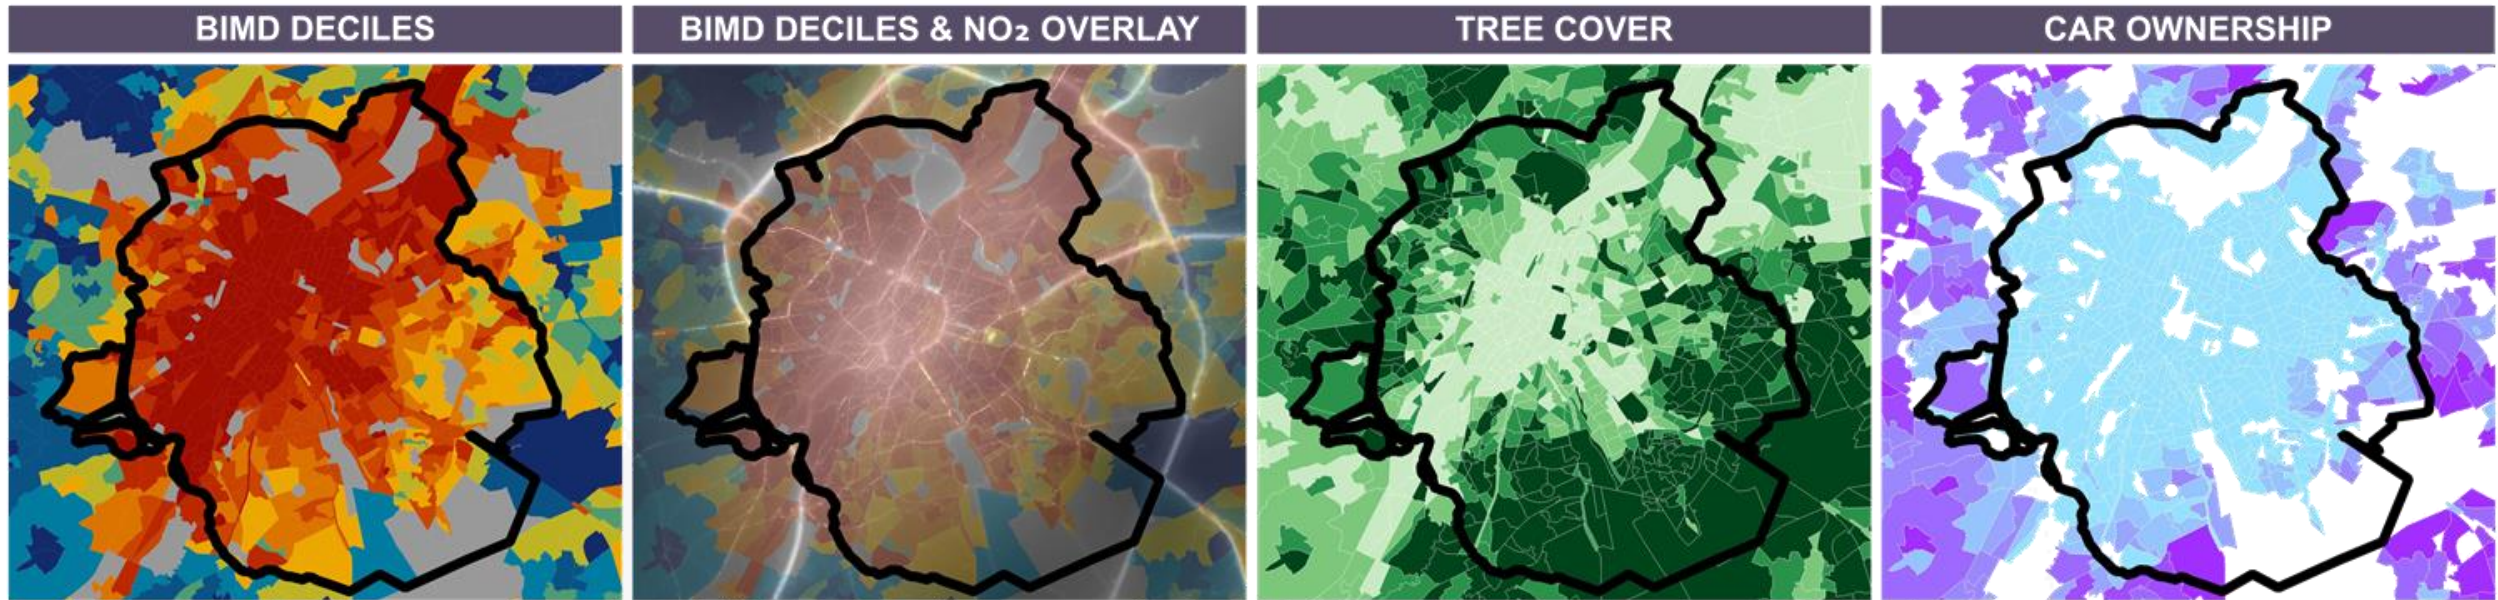 BIMD DECILES
BIMD DECILES & NO₂ OVERLAY
TREE COVER
CAR OWNERSHIP